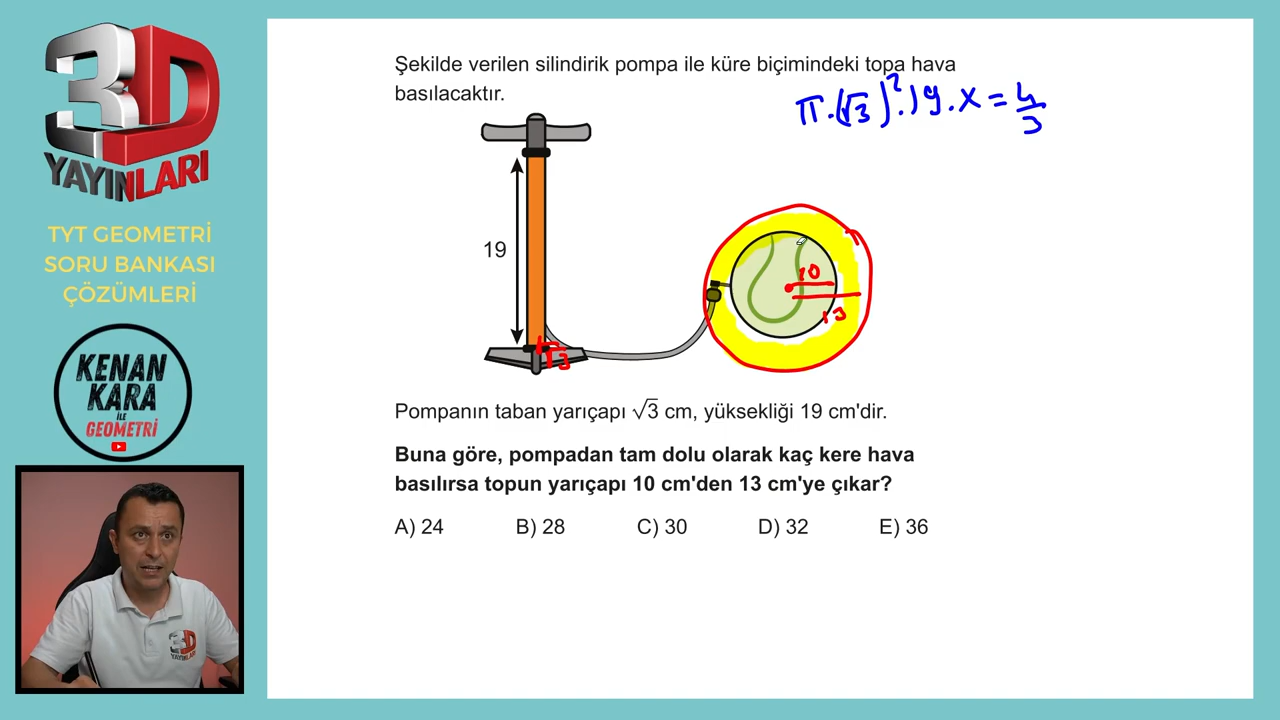 3D
YAYINLARI
TYT GEOMETRİ
SORU BANKASI
ÇÖZÜMLERİ
KENAN
KARA
İLE
GEOMETRİ
3D
YAYINLARI
Şekilde verilen silindirik pompa ile küre biçimindeki topa hava
basılacaktır.
π.(√3)².19.x=4/3
19
10
13
√3
Pompanın taban yarıçapı √3 cm, yüksekliği 19 cm'dir.
Buna göre, pompadan tam dolu olarak kaç kere hava
basılırsa topun yarıçapı 10 cm'den 13 cm'ye çıkar?
A) 24 B) 28 C) 30 D) 32 E) 36